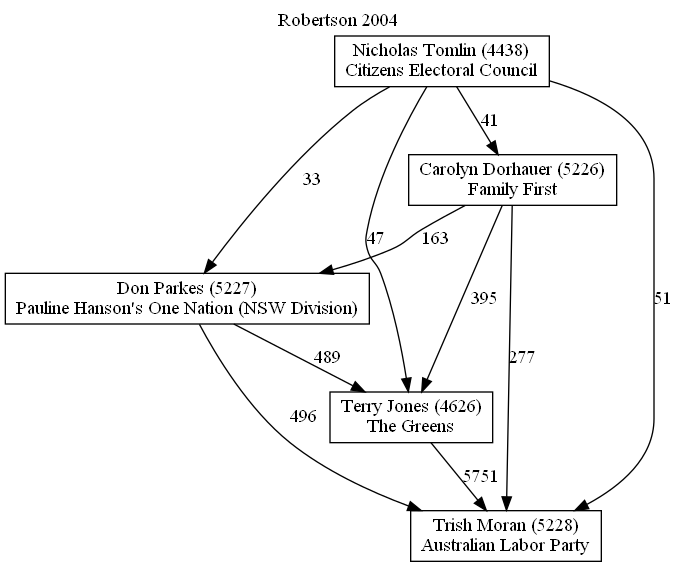 Robertson 2004
Nicholas Tomlin (4438)
Citizens Electoral Council
41
Carolyn Dorhauer (5226)
Family First
33
47
163
Don Parkes (5227)
Pauline Hanson's One Nation (NSW Division)
395
51
277
489
Terry Jones (4626)
The Greens
496
5751
Trish Moran (5228)
Australian Labor Party